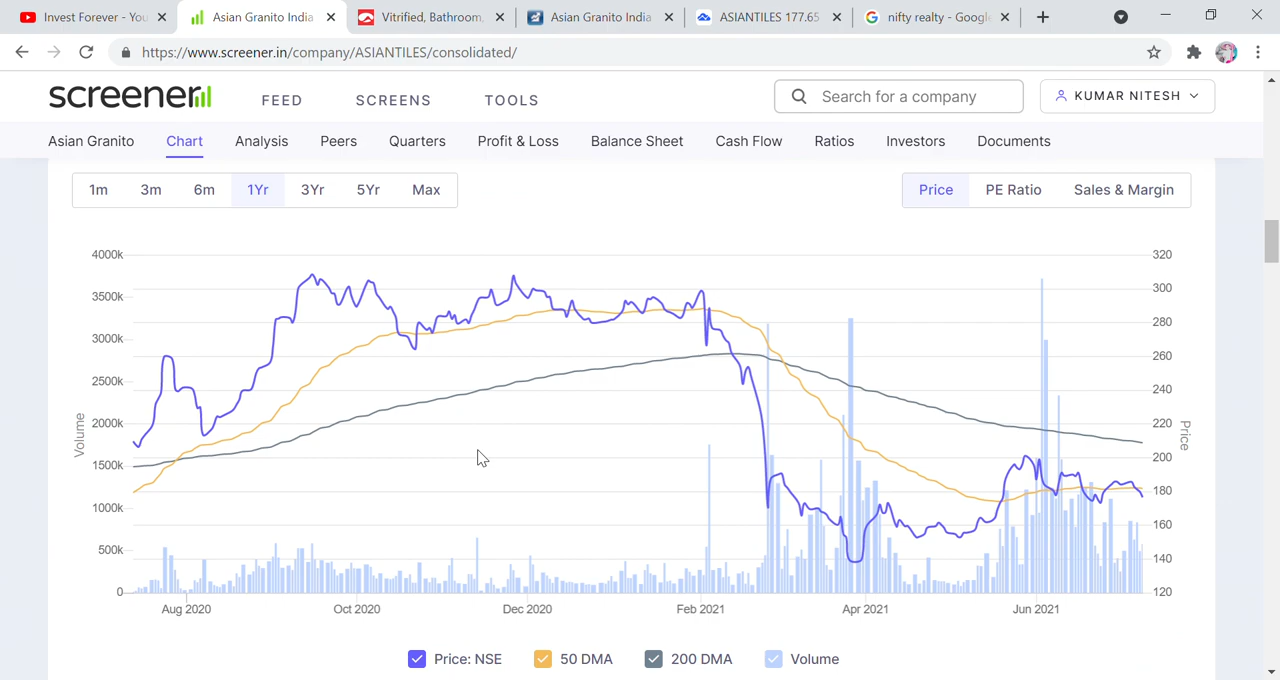 Invest Forever - You
Asian Granito India
Vitrified, Bathroom,
Asian Granito India
ASIANTILES 177.65
nifty realty - Google
https://www.screener.in/company/ASIANTILES/consolidated/
screener
FEED
SCREENS
TOOLS
Search for a company
KUMAR NITESH
Asian Granito
Chart
Analysis
Peers
Quarters
Profit & Loss
Balance Sheet
Cash Flow
Ratios
Investors
Documents
1m
3m
6m
1Yr
3Yr
5Yr
Max
Price
PE Ratio
Sales & Margin
4000k
3500k
3000k
2500k
2000k
1500k
1000k
500k
0
Volume
320
300
280
260
240
220
200
180
160
140
120
Price
Aug 2020
Oct 2020
Dec 2020
Feb 2021
Apr 2021
Jun 2021
Price: NSE
50 DMA
200 DMA
Volume